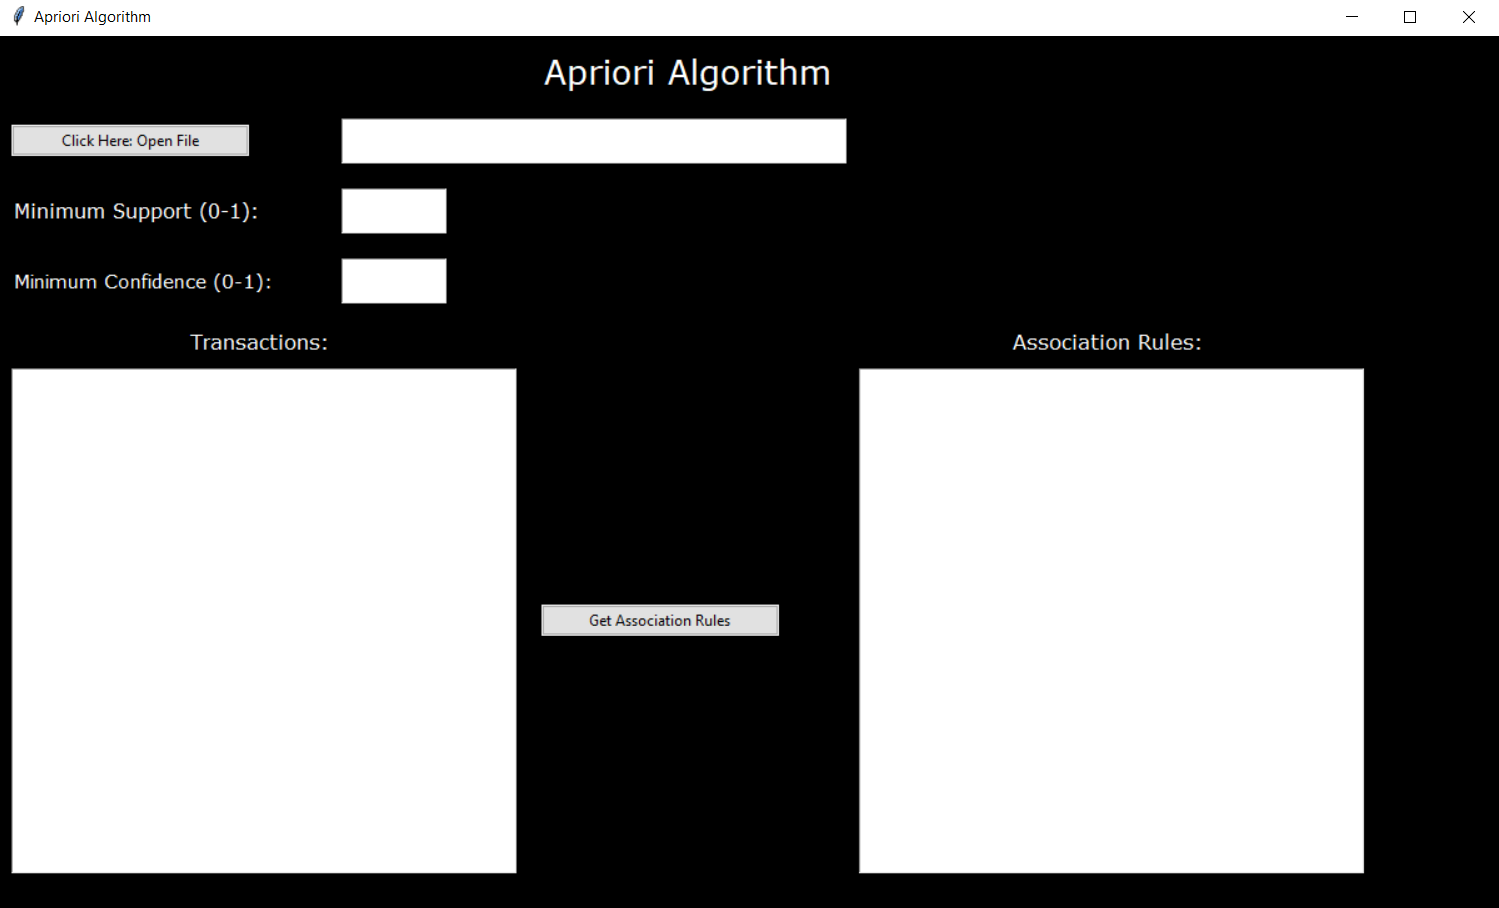 Apriori Algorithm
Apriori Algorithm
Click Here: Open File
Minimum Support (0-1):
Minimum Confidence (0-1):
Transactions:
Association Rules:
Get Association Rules